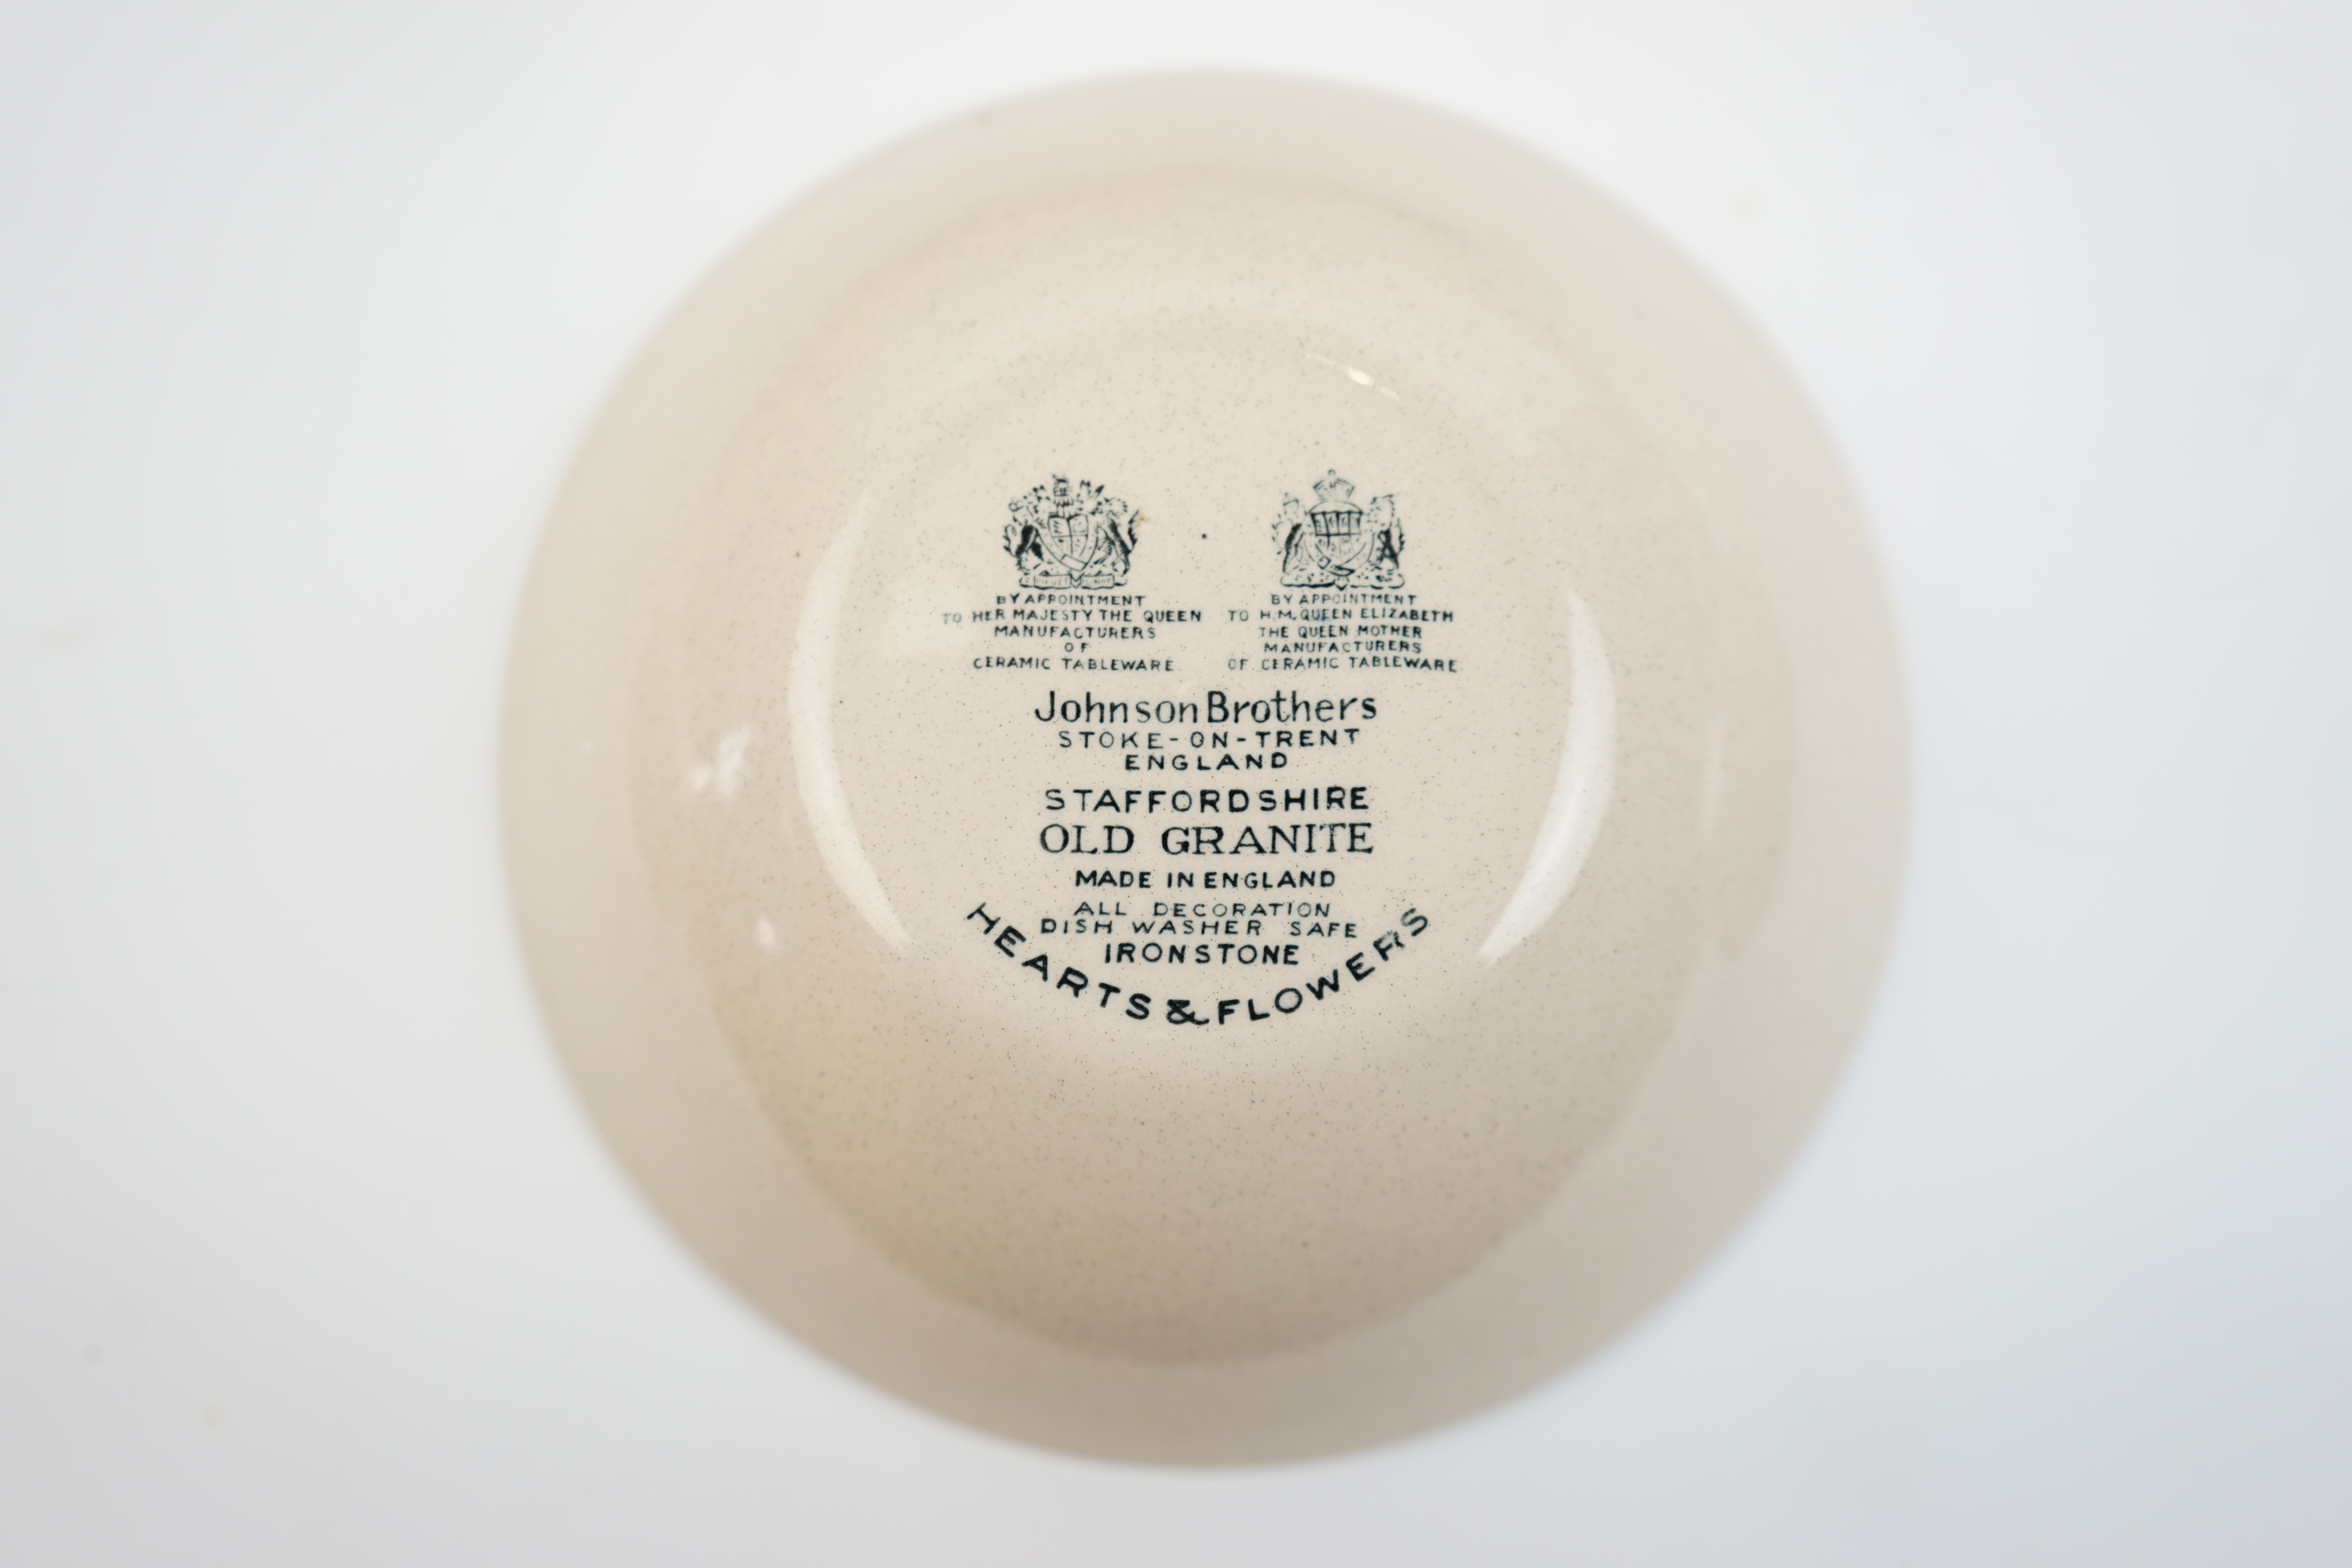 BY APPOINTMENT
TO HER MAJESTY THE QUEEN
MANUFACTURERS
OF
CERAMIC TABLEWARE
BY APPOINTMENT
TO H.M. QUEEN ELIZABETH
THE QUEEN MOTHER
MANUFACTURERS
OF CERAMIC TABLEWARE
Johnson Brothers
STOKE-ON-TRENT
ENGLAND
STAFFORDSHIRE
OLD GRANITE
MADE IN ENGLAND
ALL DECORATION
DISH WASHER SAFE
IRONSTONE
HEARTS & FLOWERS